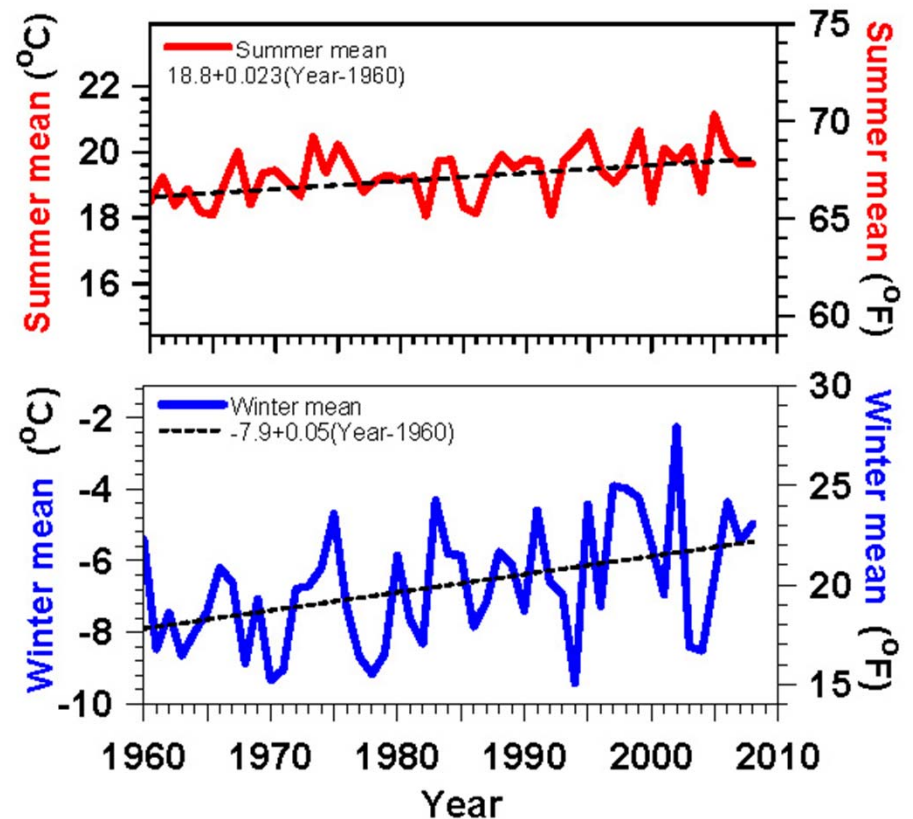 Summer mean (°C)
22
20
18
16
Summer mean
18.8+0.023(Year-1960)
75
70
65
60
Summer mean (°F)
Winter mean (°C)
-2
-4
-6
-8
-10
Winter mean
-7.9+0.05(Year-1960)
30
25
20
15
Winter mean (°F)
1960 1970 1980 1990 2000 2010
Year